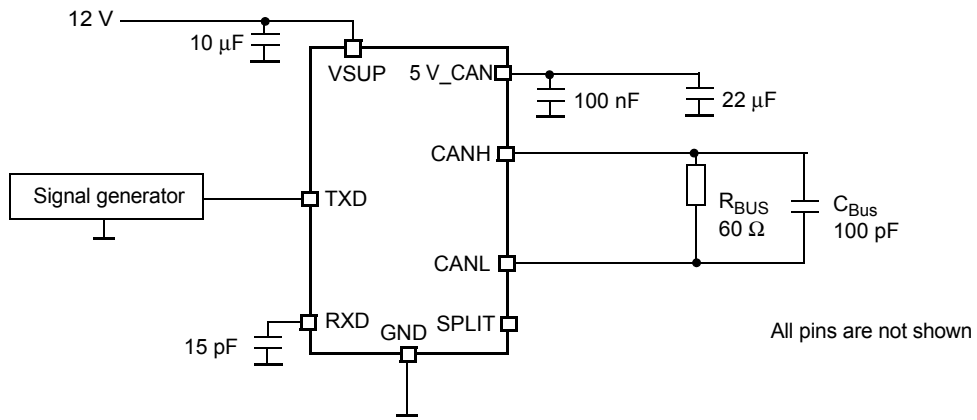 12 V
10 μF
VSUP
5 V_CAN
100 nF
22 μF
CANH
Signal generator
TXD
R_BUS
60 Ω
C_Bus
100 pF
CANL
RXD
GND
SPLIT
15 pF
All pins are not shown